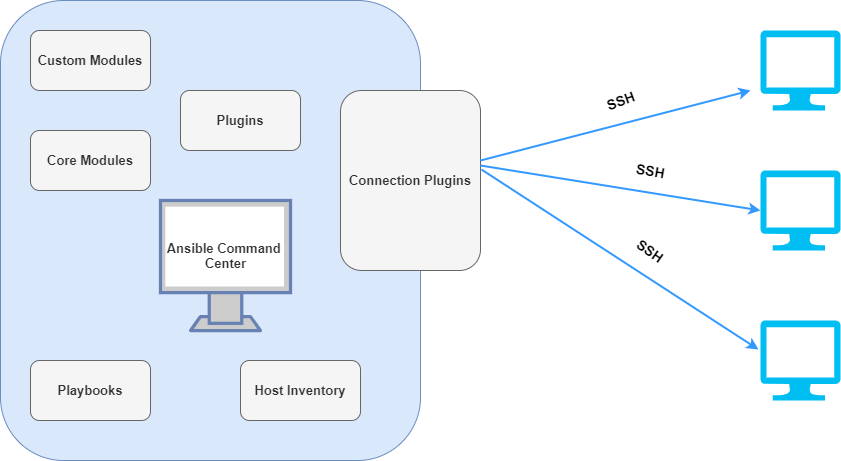 Custom Modules
Plugins
Core Modules
Connection Plugins
Ansible Command
Center
Playbooks
Host Inventory
SSH
SSH
SSH